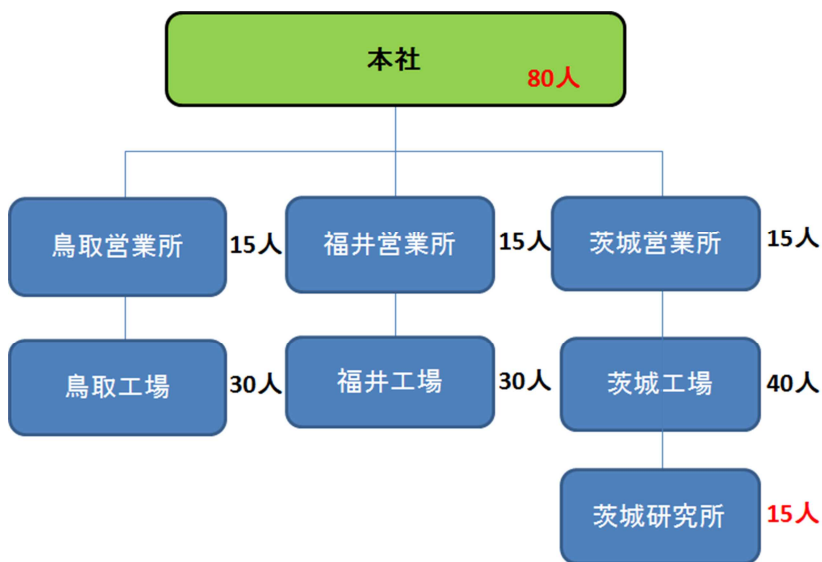 本社
80人
鳥取営業所
15人
福井営業所
15人
茨城営業所
15人
鳥取工場
30人
福井工場
30人
茨城工場
40人
茨城研究所
15人